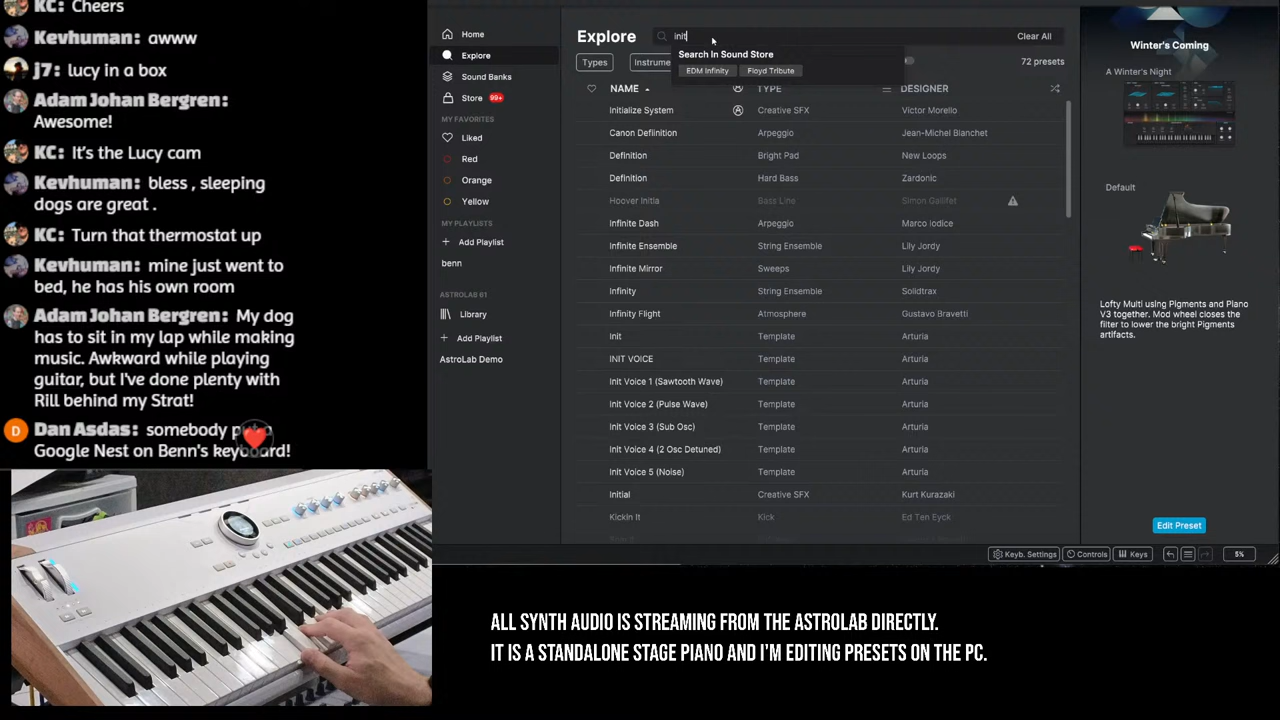 KC: Cheers
Kevhuman: awww
j7: lucy in a box
Adam Johan Bergren:
Awesome!
KC: It's the Lucy cam
Kevhuman: bless , sleeping
dogs are great .
KC: Turn that thermostat up
Kevhuman: mine just went to
bed, he has his own room
Adam Johan Bergren: My dog
has to sit in my lap while making
music. Awkward while playing
guitar, but I've done plenty with
Rill behind my Strat!
D
Dan Asdas: somebody put a
Google Nest on Benn's keyboard!
Home
Explore
Sound Banks
Store 99+
MY FAVORITES
Liked
Red
Orange
Yellow
MY PLAYLISTS
Add Playlist
benn
ASTROLAB 61
Library
Add Playlist
AstroLab Demo
Explore
init
Clear All
Search In Sound Store
EDM Infinity Floyd Tribute
Types Instrume
72 presets
NAME TYPE DESIGNER
Initialize System Creative SFX Victor Morello
Canon Definition Arpeggio Jean-Michel Blanchet
Definition Bright Pad New Loops
Definition Hard Bass Zardonic
Hoover Initia Bass Line Simon Gallifet
Infinite Dash Arpeggio Marco Iodice
Infinite Ensemble String Ensemble Lily Jordy
Infinite Mirror Sweeps Lily Jordy
Infinity String Ensemble Solidtrax
Infinity Flight Atmosphere Gustavo Bravetti
Init Template Arturia
INIT VOICE Template Arturia
Init Voice 1 (Sawtooth Wave) Template Arturia
Init Voice 2 (Pulse Wave) Template Arturia
Init Voice 3 (Sub Osc) Template Arturia
Init Voice 4 (2 Osc Detuned) Template Arturia
Init Voice 5 (Noise) Template Arturia
Initial Creative SFX Kurt Kurazaki
KickIn It Kick Ed Ten Eyck
Winter's Coming
A Winter's Night
Default
Lofty Multi using Pigments and Piano
V3 together. Mod wheel closes the
filter to lower the bright Pigments
artifacts.
Edit Preset
Keyb. Settings Controls Keys 5%
ALL SYNTH AUDIO IS STREAMING FROM THE ASTROLAB DIRECTLY.
IT IS A STANDALONE STAGE PIANO AND I'M EDITING PRESETS ON THE PC.